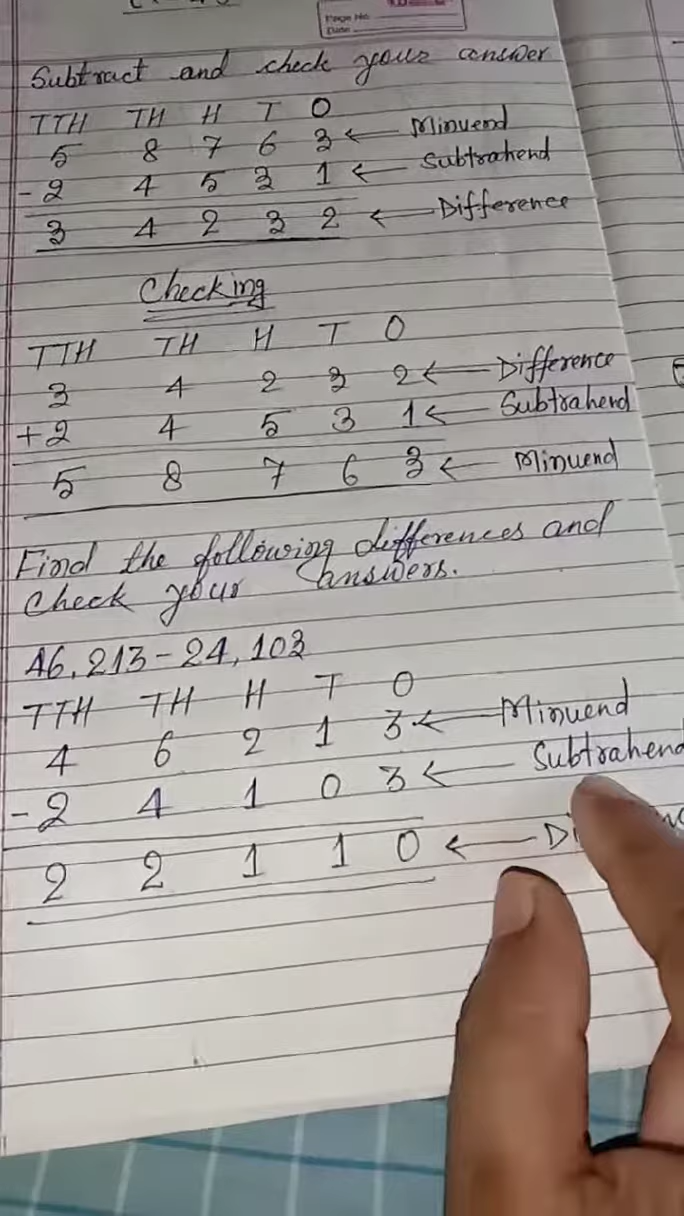 Page No.
Date
Subtract and check your answer
TTH TH H T O
5 8 7 6 3 ← Minuend
- 2 4 5 3 1 ← Subtrahend
3 4 2 3 2 ← Difference
Checking
TTH TH H T O
3 4 2 3 2 ← Difference
+ 2 4 5 3 1 ← Subtrahend
5 8 7 6 3 ← Minuend
Find the following differences and
check your answers.
46,213 - 24,103
TTH TH H T O
4 6 2 1 3 ← Minuend
- 2 4 1 0 3 ← Subtrahend
2 2 1 1 0 ←